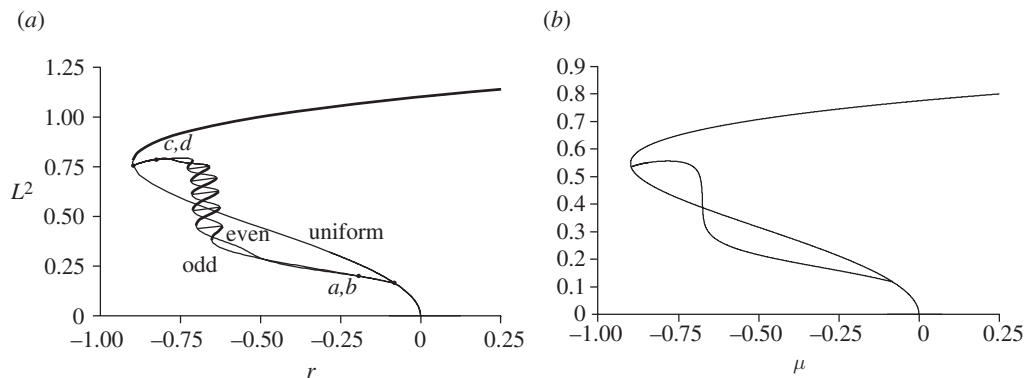 (a)
1.25
1.00
0.75
0.50
0.25
0
L²
c,d
even
odd
uniform
a,b
–1.00 –0.75 –0.50 –0.25 0 0.25
r
(b)
0.9
0.8
0.7
0.6
0.5
0.4
0.3
0.2
0.1
0
–1.00 –0.75 –0.50 –0.25 0 0.25
μ